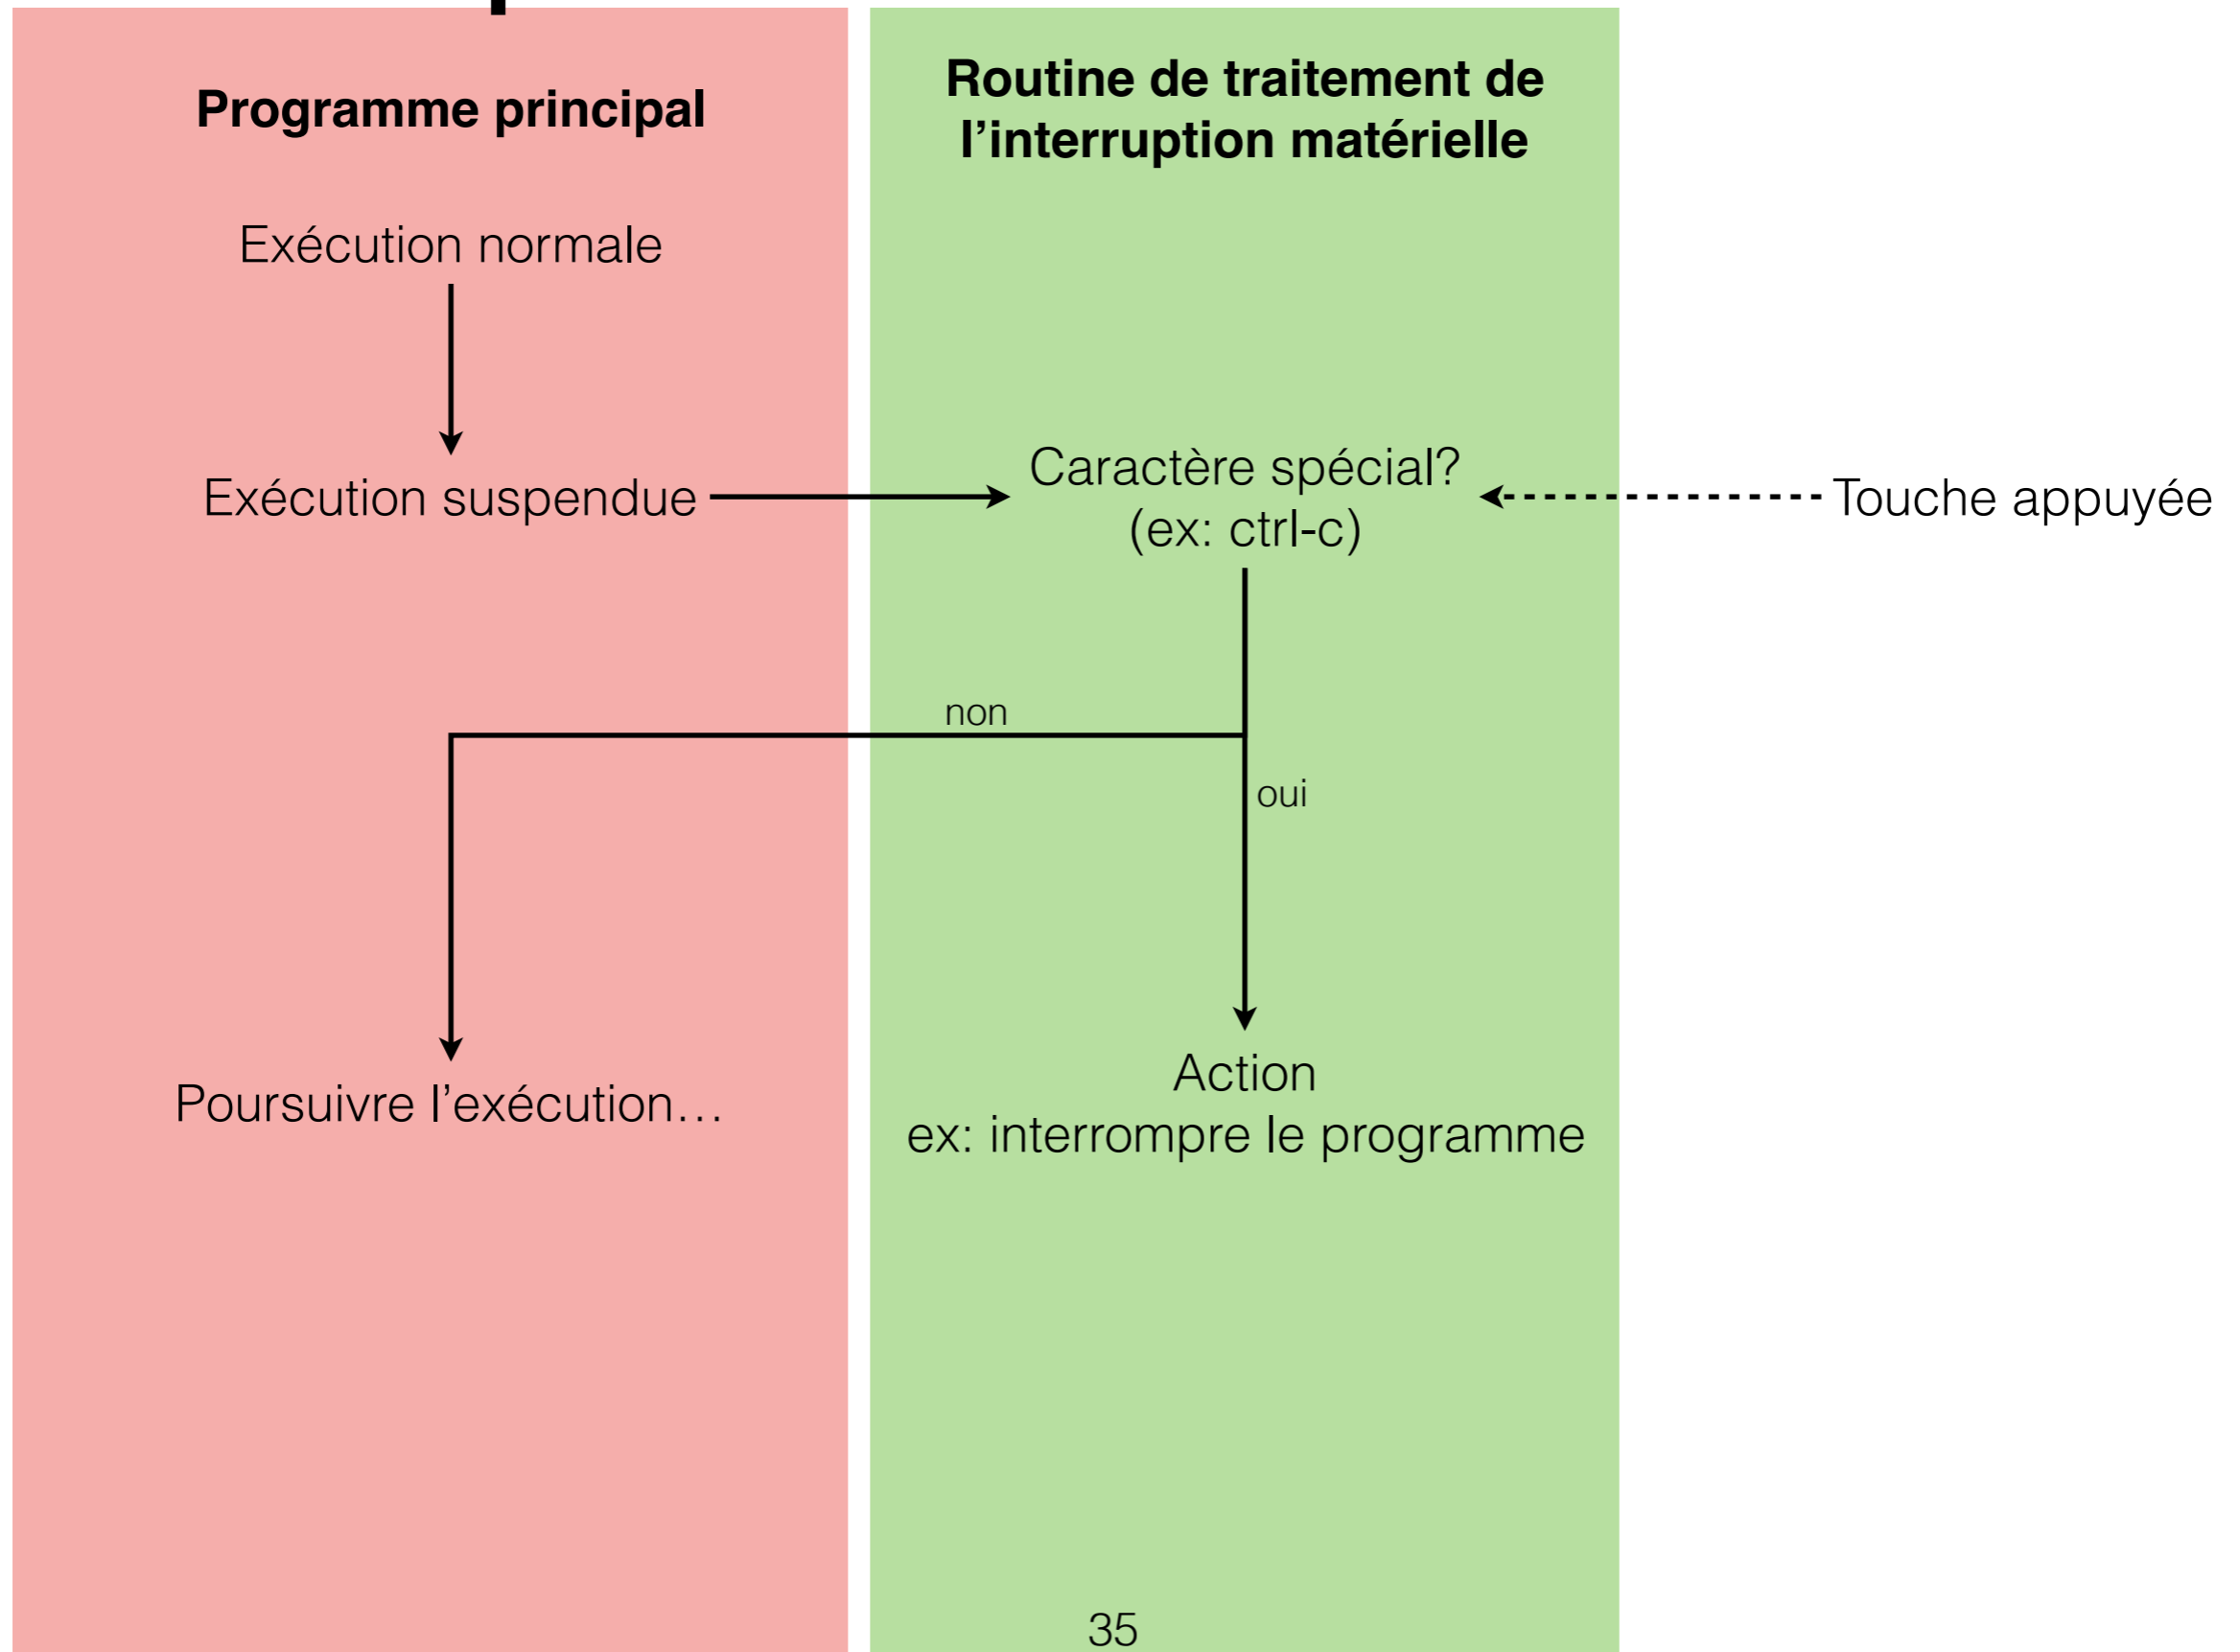 Programme principal
Routine de traitement de
l’interruption matérielle
Exécution normale
Exécution suspendue
Caractère spécial?
(ex: ctrl-c)
Touche appuyée
non
oui
Poursuivre l’exécution…
Action
ex: interrompre le programme
35